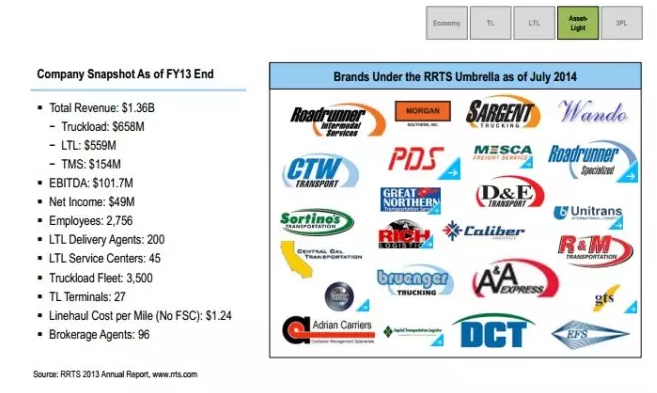 Economy TL LTL Asset-Light 3PL
Company Snapshot As of FY13 End
▪ Total Revenue: $1.36B
− Truckload: $658M
− LTL: $559M
− TMS: $154M
▪ EBITDA: $101.7M
▪ Net Income: $49M
▪ Employees: 2,756
▪ LTL Delivery Agents: 200
▪ LTL Service Centers: 45
▪ Truckload Fleet: 3,500
▪ TL Terminals: 27
▪ Linehaul Cost per Mile (No FSC): $1.24
▪ Brokerage Agents: 96
Source: RRTS 2013 Annual Report, www.rrts.com
Brands Under the RRTS Umbrella as of July 2014
Roadrunner
Intermodal
Services
MORGAN
SOUTHERN, INC.
SARGENT
TRUCKING
Wando
CTW
TRANSPORT
PDS
MESCA
FREIGHT SERVICES
Roadrunner
Specialized
GREAT
NORTHERN
Transportation
D&E
TRANSPORT
Unitrans
Sortino's
TRANSPORTATION
RICH
LOGISTICS
Caliber
R&M
TRANSPORTATION
CENTRAL CAL
TRANSPORTATION
bruenger
TRUCKING
A&A
EXPRESS
gts
Adrian Carriers
Container Management Specialists
Capital Transportation Logistics
DCT
EFS